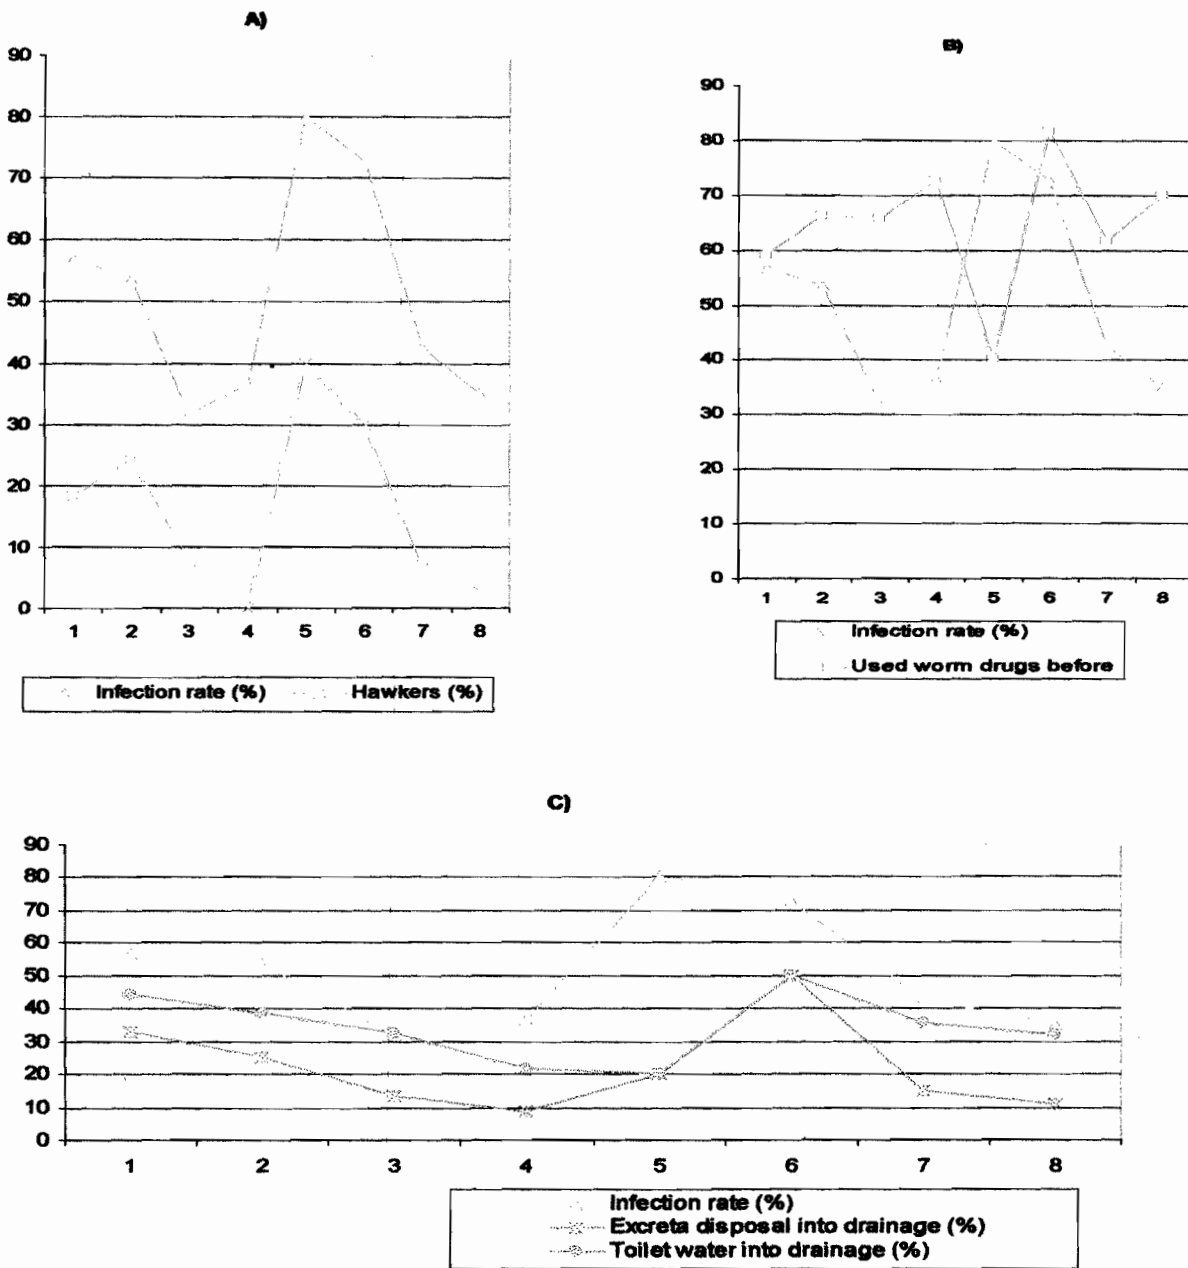 A)
90
80
70
60
50
40
30
20
10
0
1 2 3 4 5 6 7 8
Infection rate (%) Hawkers (%)
B)
90
80
70
60
50
40
30
20
10
0
1 2 3 4 5 6 7 8
Infection rate (%)
Used worm drugs before
C)
90
80
70
60
50
40
30
20
10
0
1 2 3 4 5 6 7 8
Infection rate (%)
Excreta disposal into drainage (%)
Toilet water into drainage (%)